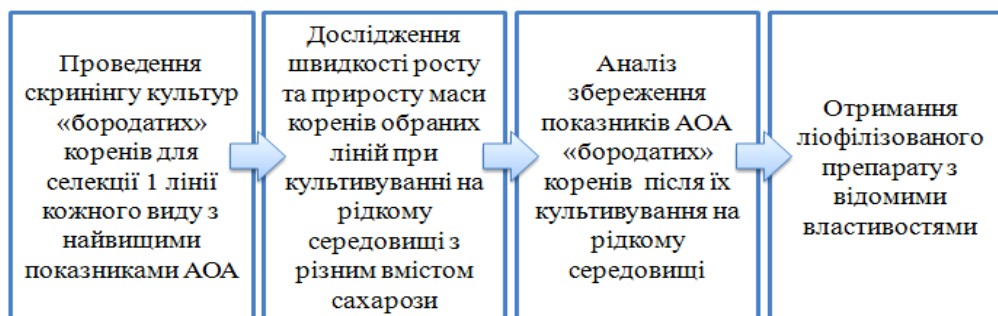 Проведення
скринінгу культур
«бородатих»
коренів для
селекції 1 лінії
кожного виду з
найвищими
показниками АОА
Дослідження
швидкості росту
та приросту маси
коренів обраних
ліній при
культивуванні на
рідкому
середовищі з
різним вмістом
сахарози
Аналіз
збереження
показників АОА
«бородатих»
коренів після їх
культивування на
рідкому
середовищі
Отримання
ліофілізованого
препарату з
відомими
властивостями